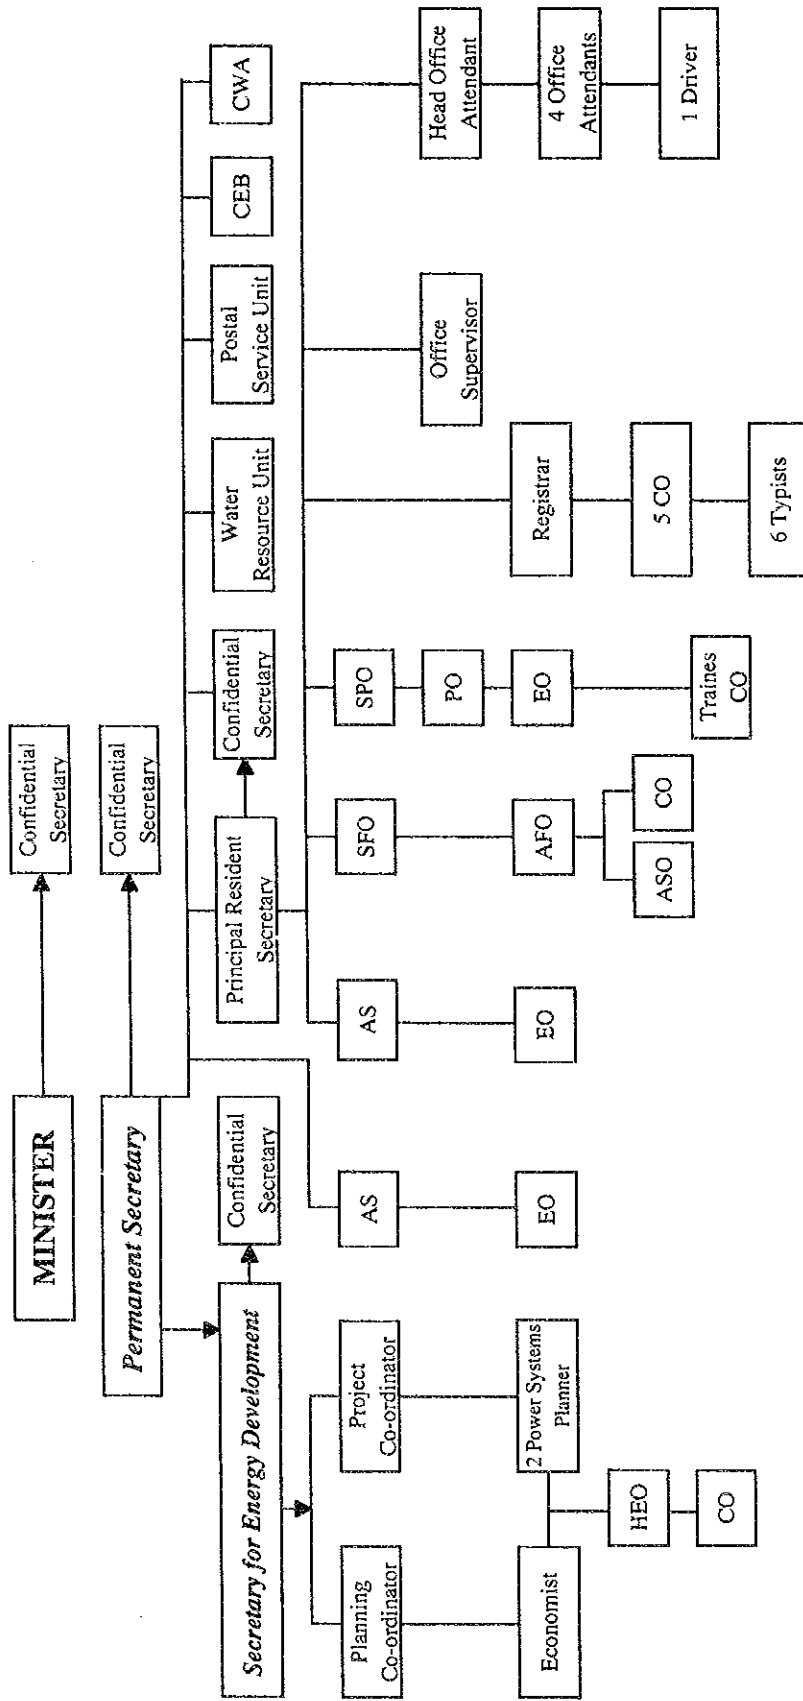 MINISTER
Confidential
Secretary
Permanent Secretary
Confidential
Secretary
Secretary for Energy Development
Confidential
Secretary
Principal Resident
Secretary
Confidential
Secretary
Water
Resource Unit
Postal
Service Unit
CEB
CWA
Planning
Co-ordinator
Project
Co-ordinator
AS
AS
SFO
SPO
PO
Office
Supervisor
Head Office
Attendant
Economist
2 Power Systems
Planner
EO
EO
AFO
EO
Registrar
4 Office
Attendants
HEO
ASO
CO
5 CO
Traines
CO
1 Driver
CO
6 Typists